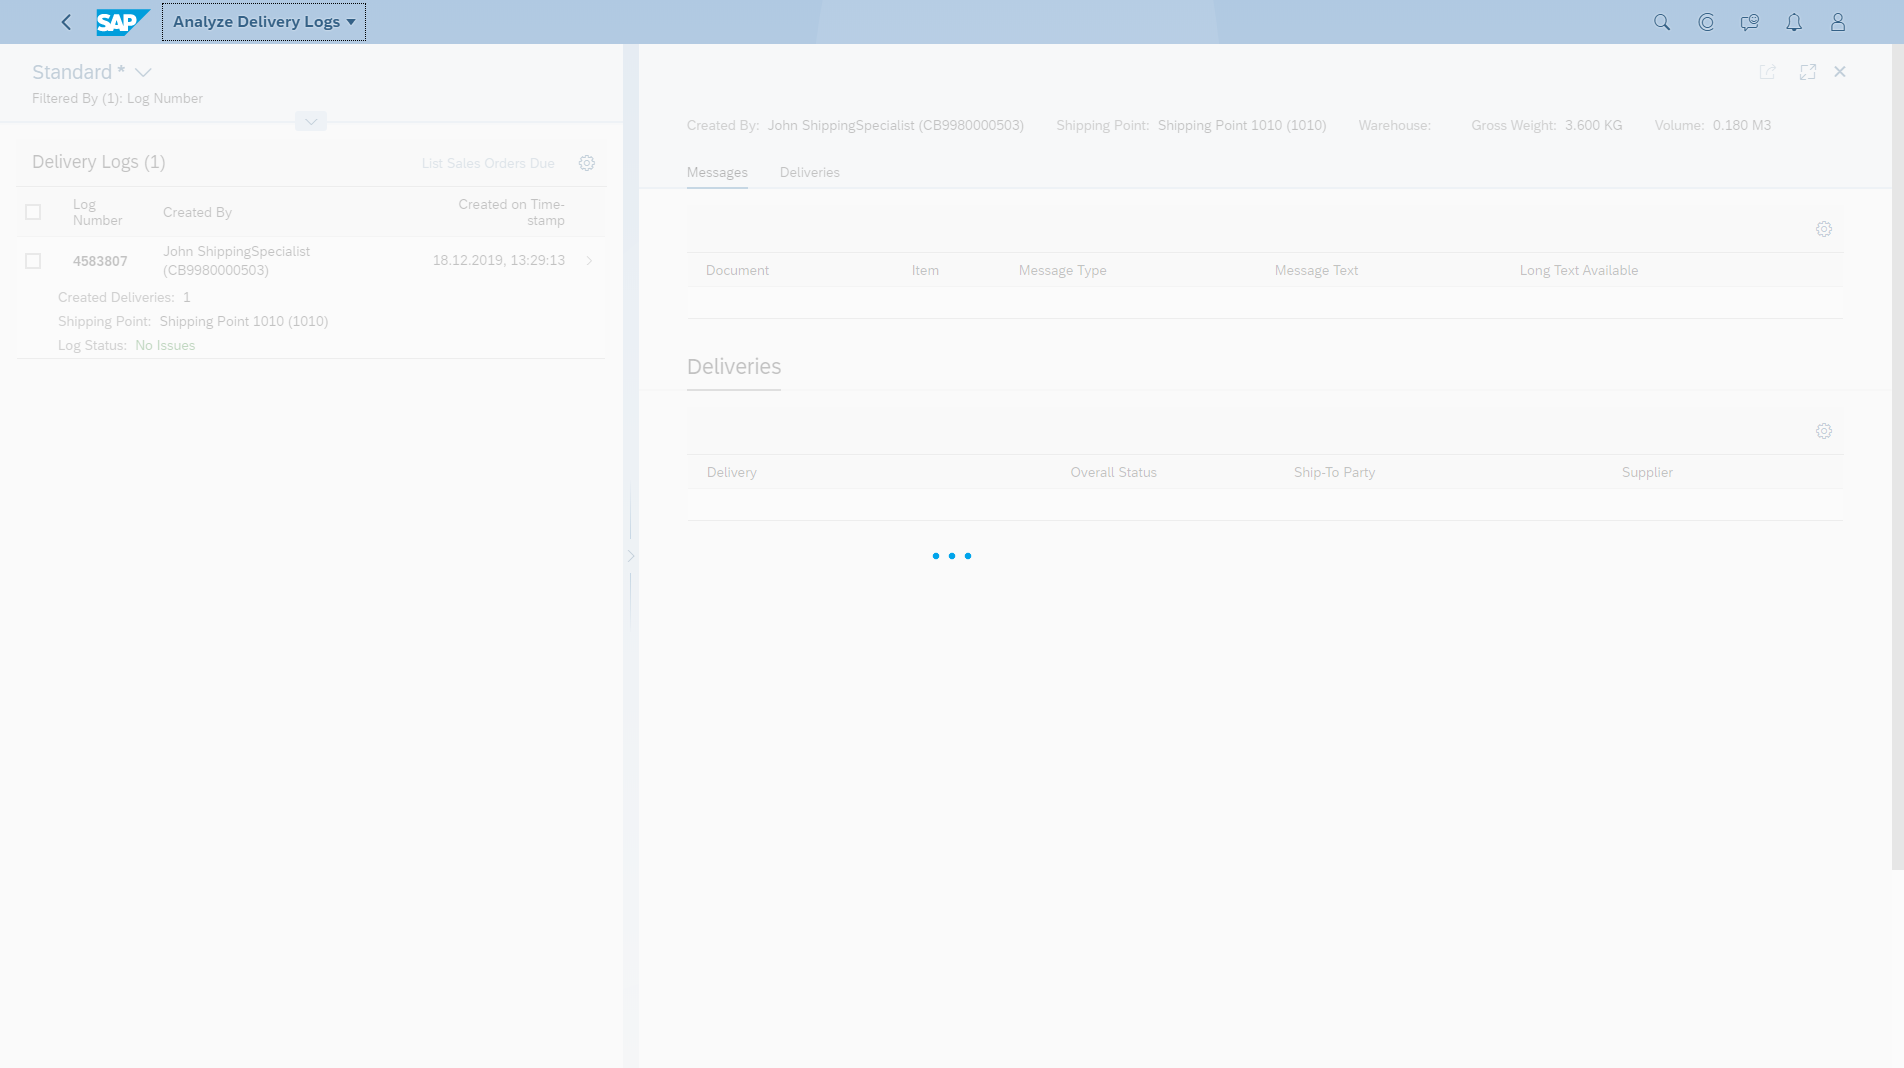 SAP
Analyze Delivery Logs
Standard *
Filtered By (1): Log Number
Delivery Logs (1)
List Sales Orders Due
Log
Number
Created By
Created on Time-
stamp
4583807
John ShippingSpecialist
(CB9980000503)
18.12.2019, 13:29:13
Created Deliveries: 1
Shipping Point: Shipping Point 1010 (1010)
Log Status: No Issues
Created By: John ShippingSpecialist (CB9980000503) Shipping Point: Shipping Point 1010 (1010) Warehouse: Gross Weight: 3.600 KG Volume: 0.180 M3
Messages Deliveries
Document Item Message Type Message Text Long Text Available
Deliveries
Delivery Overall Status Ship-To Party Supplier